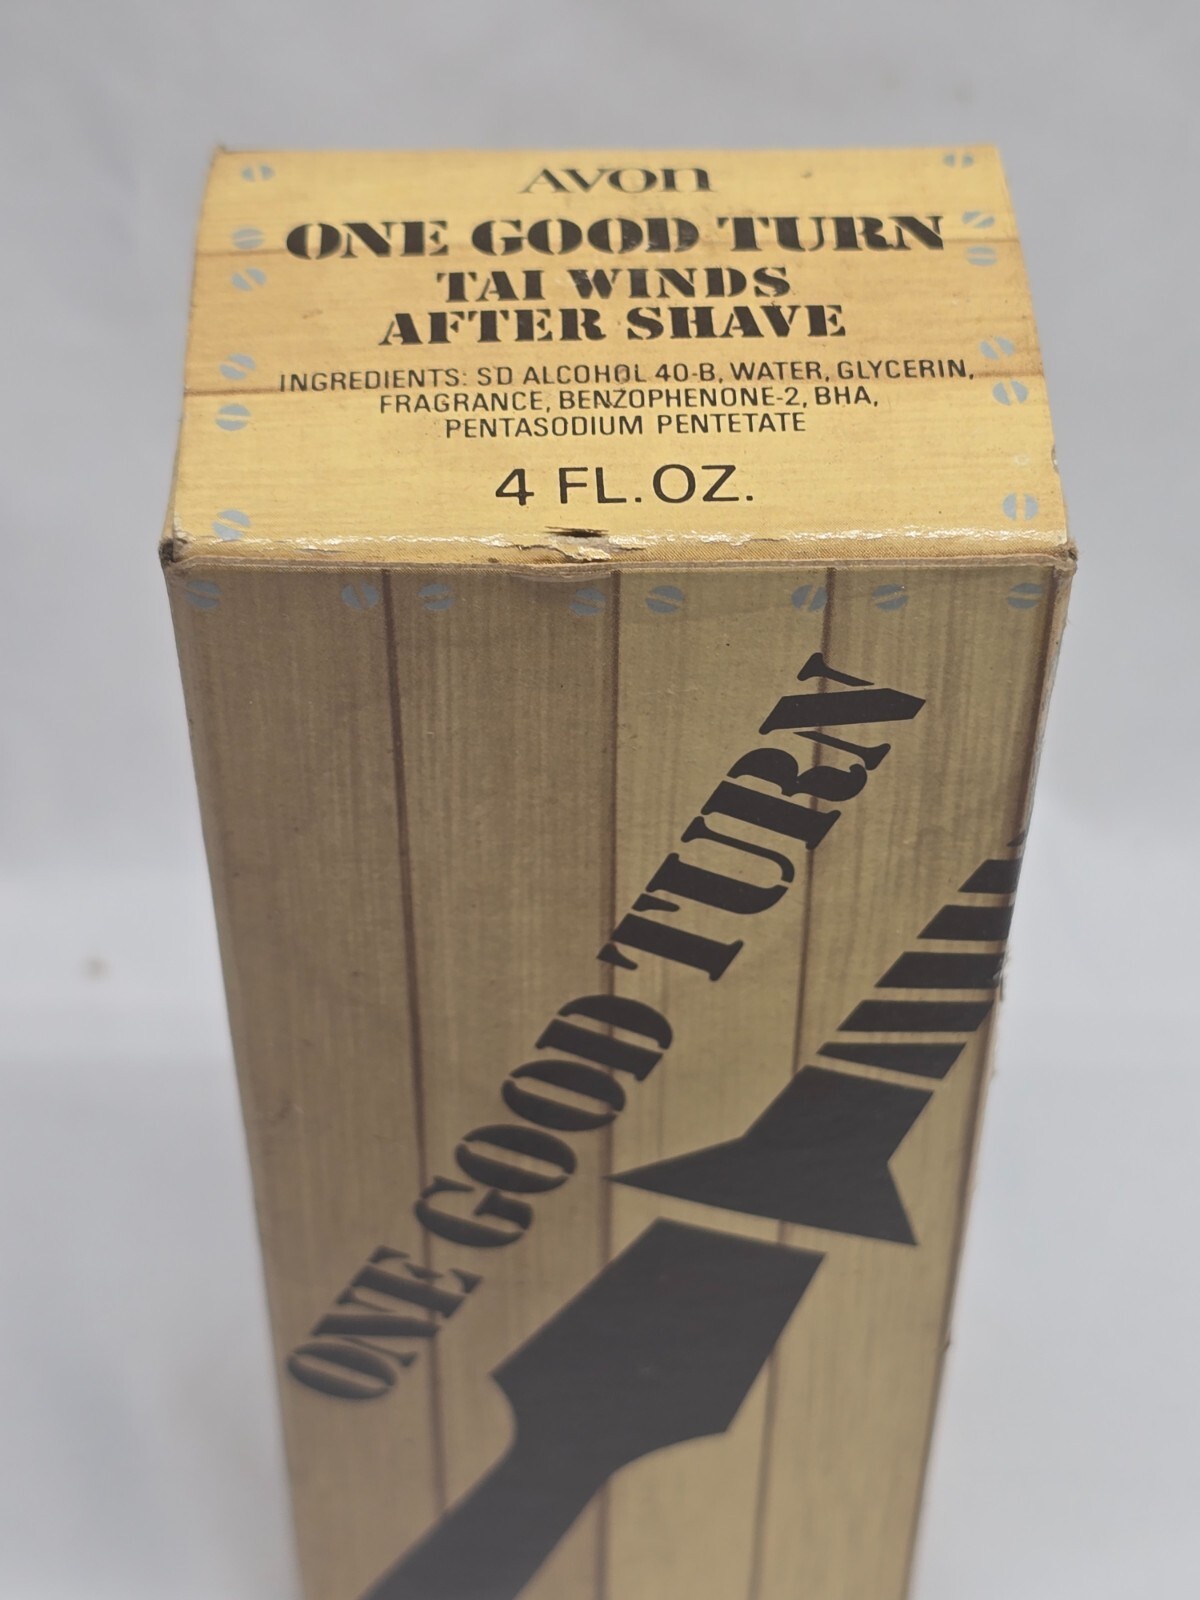 AVON
ONE GOOD TURN
TAI WINDS
AFTER SHAVE
INGREDIENTS: SD ALCOHOL 40-B, WATER, GLYCERIN,
FRAGRANCE, BENZOPHENONE-2, BHA,
PENTASODIUM PENTETATE
4 FL. OZ.
ONE GOOD TURN